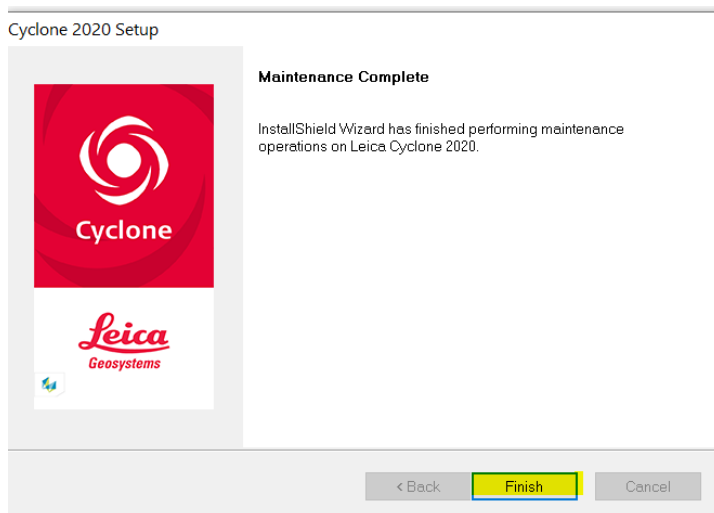 Cyclone 2020 Setup
Maintenance Complete
InstallShield Wizard has finished performing maintenance
operations on Leica Cyclone 2020.
Cyclone
Leica
Geosystems
< Back
Finish
Cancel